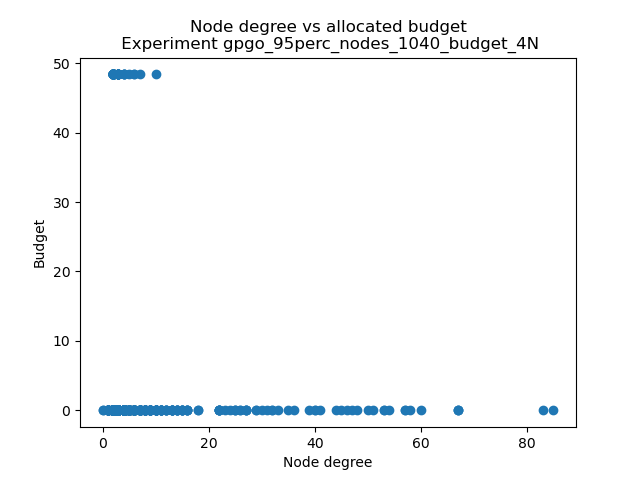 Node degree vs allocated budget
Experiment gpgo_95perc_nodes_1040_budget_4N
50
40
30
20
10
0
Budget
0 20 40 60 80
Node degree